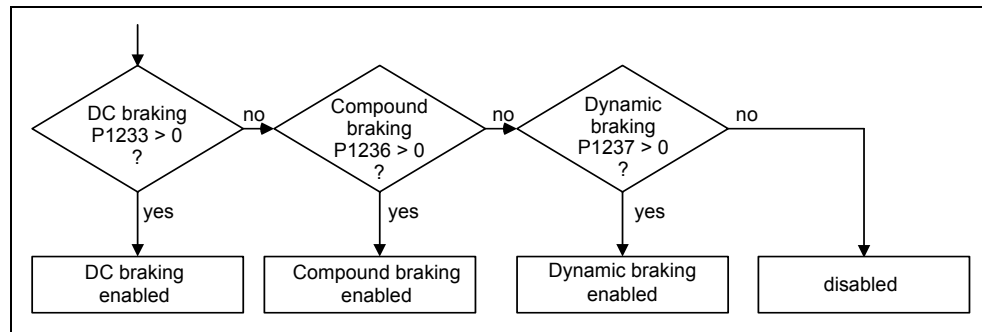 DC braking
P1233 > 0
?
no
Compound
braking
P1236 > 0
?
no
Dynamic
braking
P1237 > 0
?
no
yes
yes
yes
DC braking
enabled
Compound braking
enabled
Dynamic braking
enabled
disabled